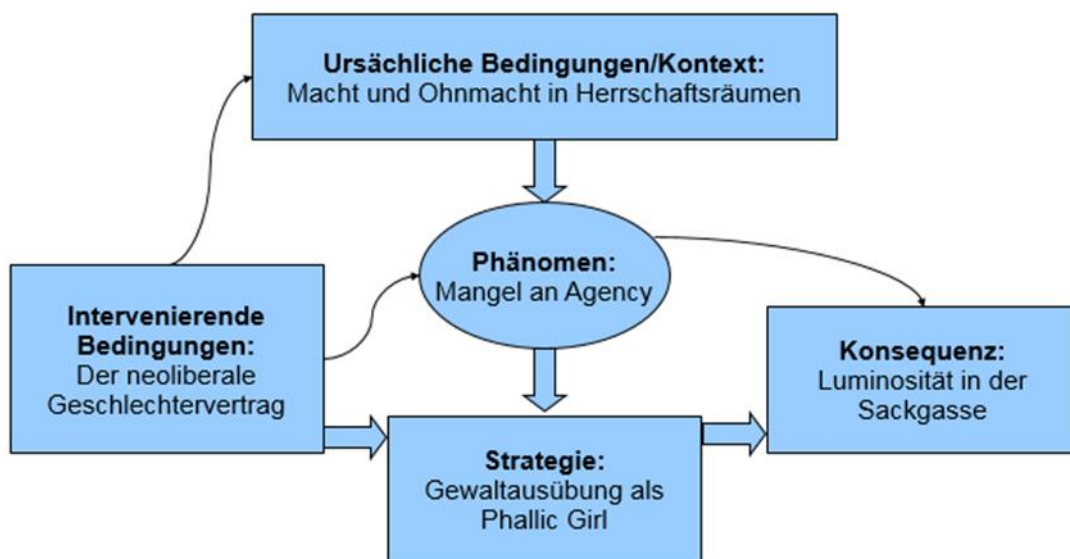 Ursächliche Bedingungen/Kontext:
Macht und Ohnmacht in Herrschaftsräumen
Phänomen:
Mangel an Agency
Intervenierende
Bedingungen:
Der neoliberale
Geschlechtervertrag
Konsequenz:
Luminosität in der
Sackgasse
Strategie:
Gewaltausübung als
Phallic Girl